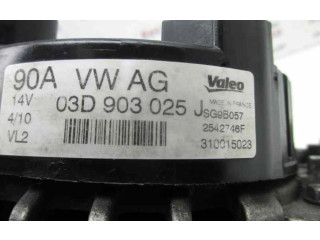 90A VW AG Valeo
14V 03D 903 025 J MADE IN FRANCE
4/10 SG9B057
VL2 2542746F
310015023